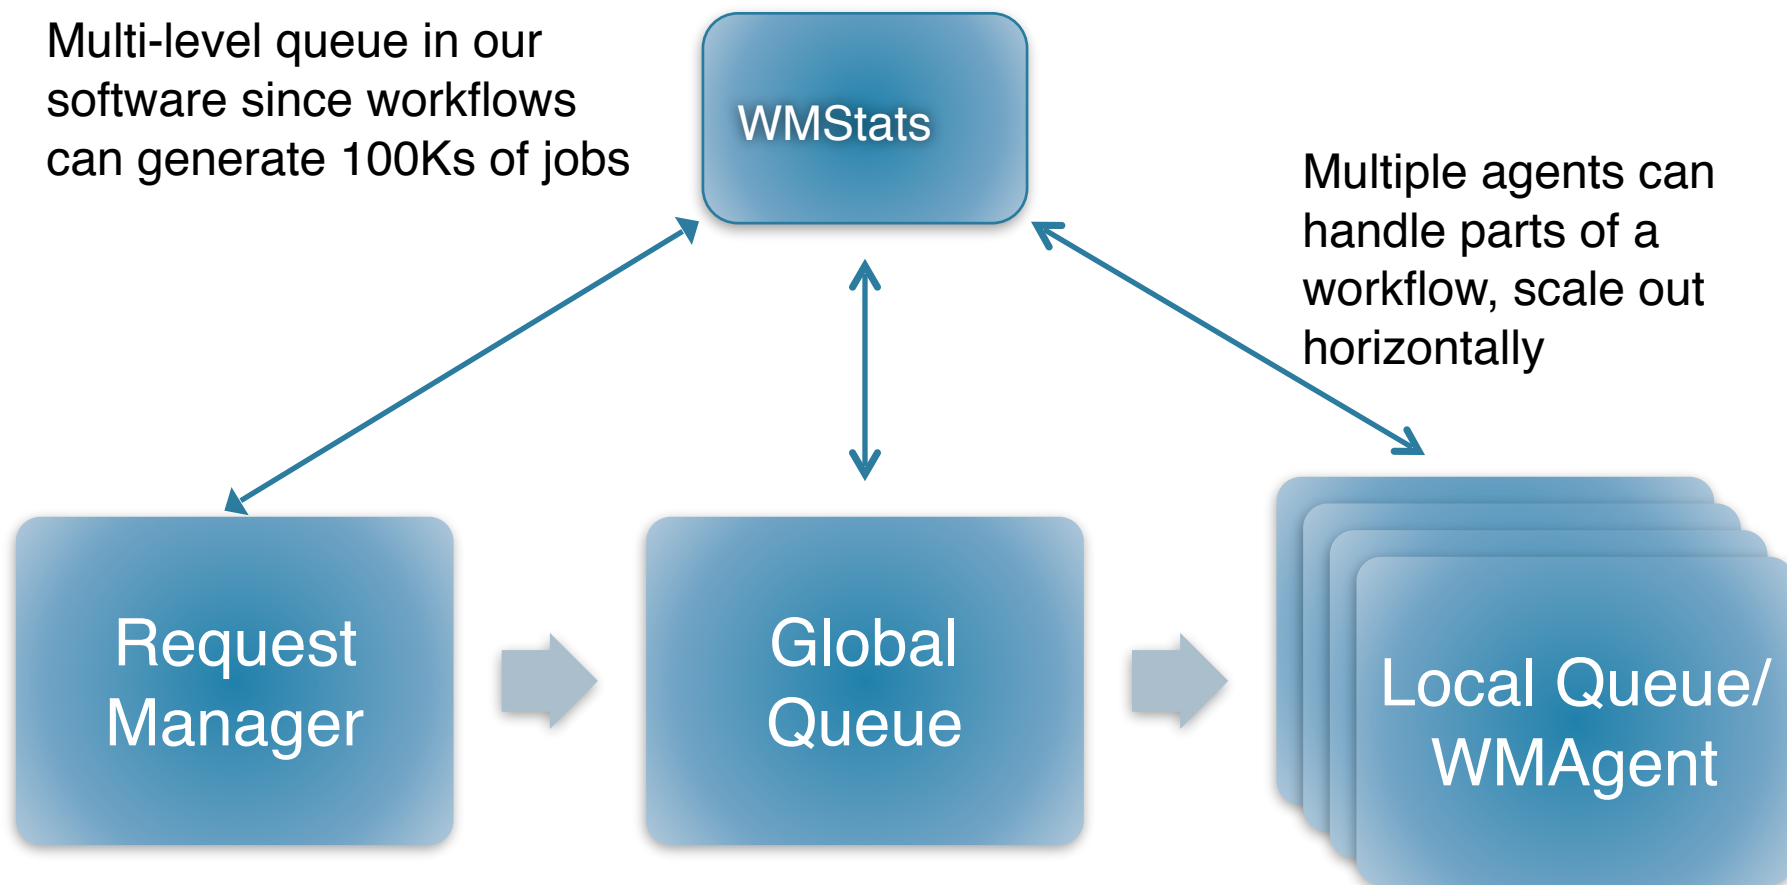 Multi-level queue in our
software since workflows
can generate 100Ks of jobs
WMStats
Multiple agents can
handle parts of a
workflow, scale out
horizontally
Request
Manager
Global
Queue
Local Queue/
WMAgent